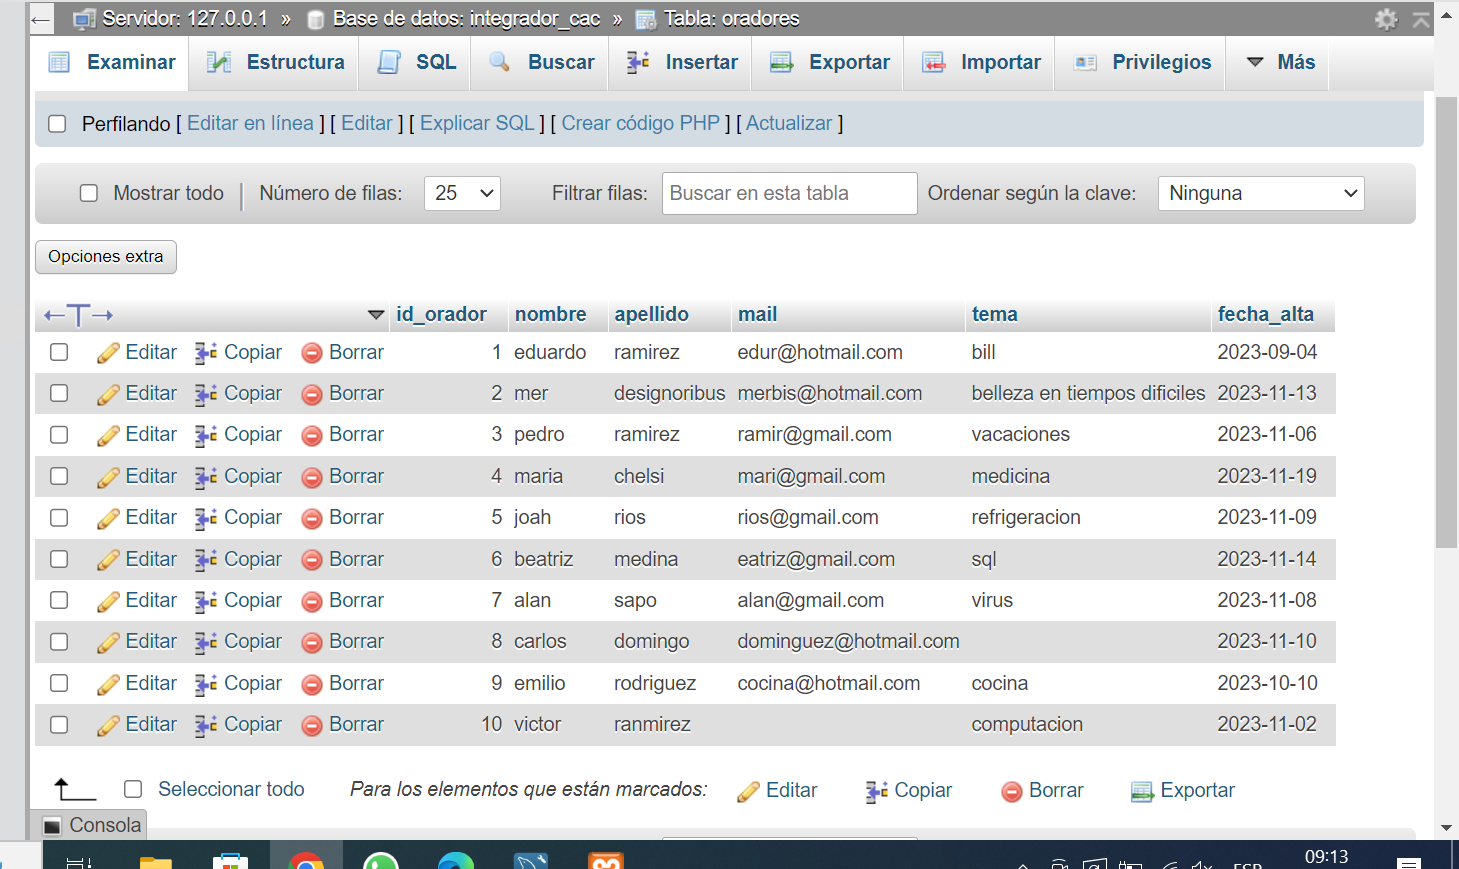 Servidor: 127.0.0.1 » Base de datos: integrador_cac » Tabla: oradores
Examinar Estructura SQL Buscar Insertar Exportar Importar Privilegios Más
Perfilando [ Editar en línea ] [ Editar ] [ Explicar SQL ] [ Crear código PHP ] [ Actualizar ]
Mostrar todo | Número de filas: 25 Filtrar filas: Buscar en esta tabla Ordenar según la clave: Ninguna
Opciones extra
←T→ id_orador nombre apellido mail tema fecha_alta
Editar Copiar Borrar 1 eduardo ramirez edur@hotmail.com bill 2023-09-04
Editar Copiar Borrar 2 mer designoribus merbis@hotmail.com belleza en tiempos dificiles 2023-11-13
Editar Copiar Borrar 3 pedro ramirez ramir@gmail.com vacaciones 2023-11-06
Editar Copiar Borrar 4 maria chelsi mari@gmail.com medicina 2023-11-19
Editar Copiar Borrar 5 joah rios rios@gmail.com refrigeracion 2023-11-09
Editar Copiar Borrar 6 beatriz medina eatriz@gmail.com sql 2023-11-14
Editar Copiar Borrar 7 alan sapo alan@gmail.com virus 2023-11-08
Editar Copiar Borrar 8 carlos domingo dominguez@hotmail.com 2023-11-10
Editar Copiar Borrar 9 emilio rodriguez cocina@hotmail.com cocina 2023-10-10
Editar Copiar Borrar 10 victor ranmirez computacion 2023-11-02
Seleccionar todo Para los elementos que están marcados: Editar Copiar Borrar Exportar
Consola
09:13
ESP